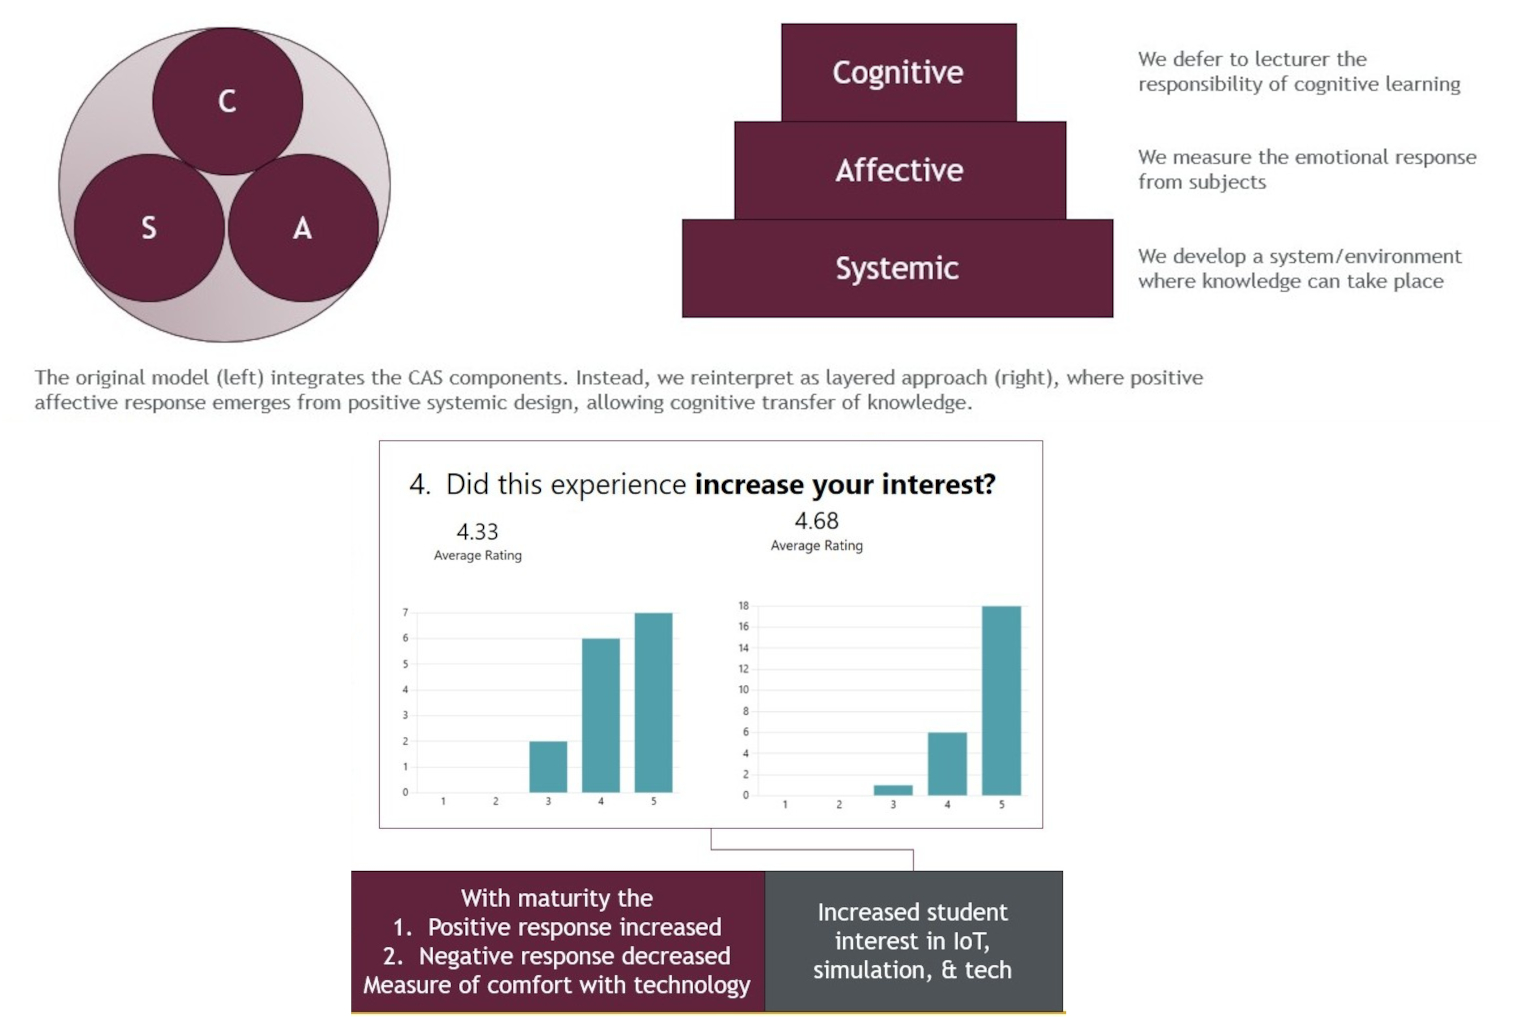 C
S
A
Cognitive
Affective
Systemic
We defer to lecturer the
responsibility of cognitive learning
We measure the emotional response
from subjects
We develop a system/environment
where knowledge can take place
The original model (left) integrates the CAS components. Instead, we reinterpret as layered approach (right), where positive
affective response emerges from positive systemic design, allowing cognitive transfer of knowledge.
4. Did this experience increase your interest?
4.33
Average Rating
7
6
5
4
3
2
1
0
1 2 3 4 5
4.68
Average Rating
18
16
14
12
10
8
6
4
2
0
1 2 3 4 5
With maturity the
1. Positive response increased
2. Negative response decreased
Measure of comfort with technology
Increased student
interest in IoT,
simulation, & tech